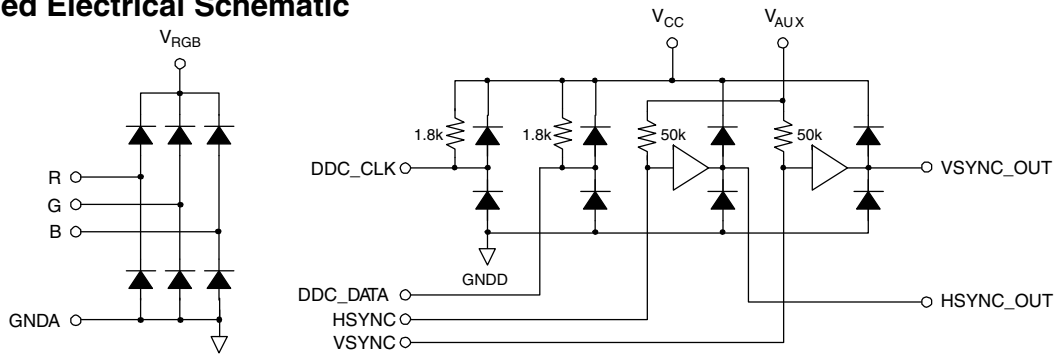 ed Electrical Schematic
V_RGB
R
G
B
GNDA
V_CC
V_AUX
1.8k
1.8k
50k
50k
DDC_CLK
VSYNC_OUT
GNDD
DDC_DATA
HSYNC
VSYNC
HSYNC_OUT